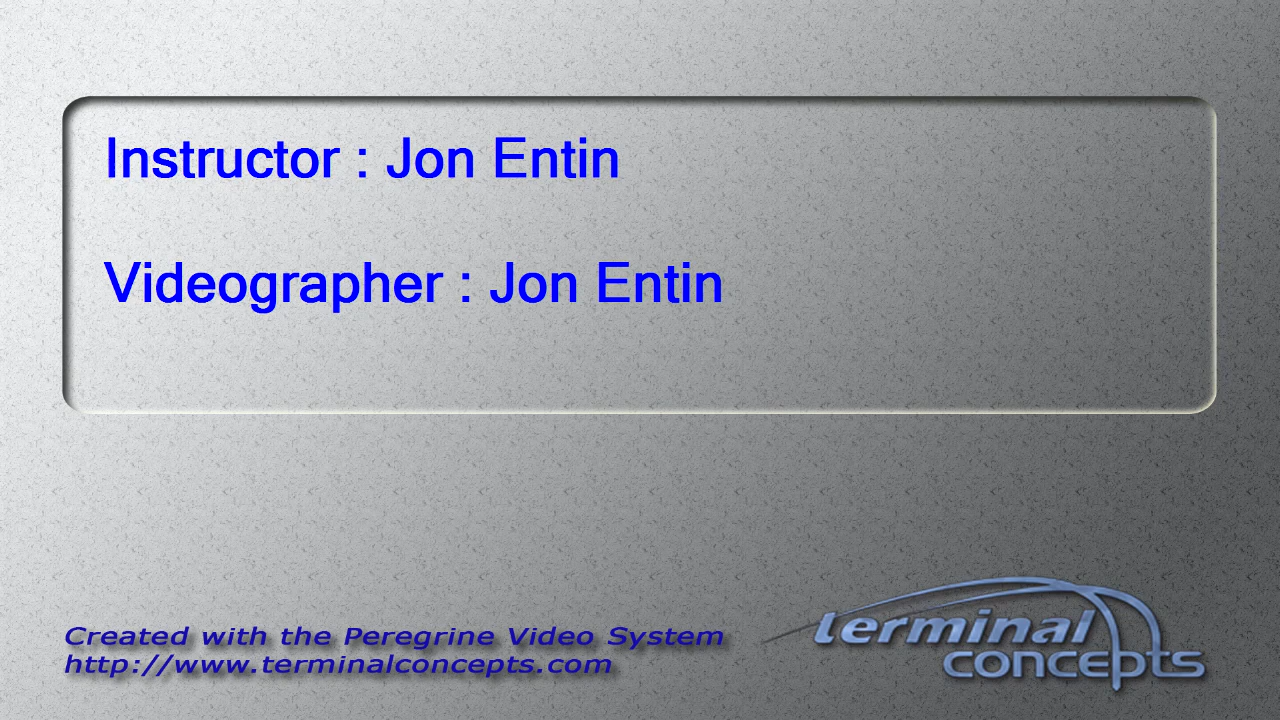 Instructor : Jon Entin
Videographer : Jon Entin
Created with the Peregrine Video System
http://www.terminalconcepts.com
terminal
concepts